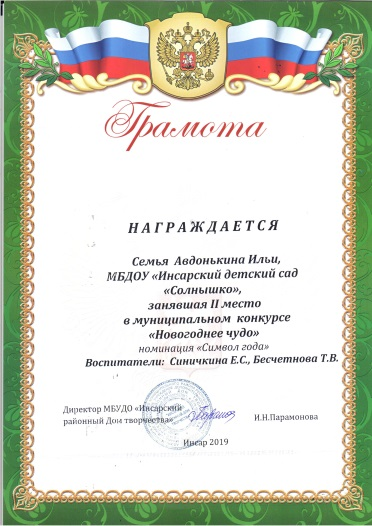 Грамота
НАГРАЖДАЕТСЯ
Семья Авдонькина Ильи,
МБДОУ «Инсарский детский сад
«Солнышко»,
занявшая II место
в муниципальном конкурсе
«Новогоднее чудо»
номинация «Символ года»
Воспитатели: Синичкина Е.С., Бесчетнова Т.В.
Директор МБУДО «Инсарский
районный Дом творчества»
И.Н.Парамонова
Инсар 2019